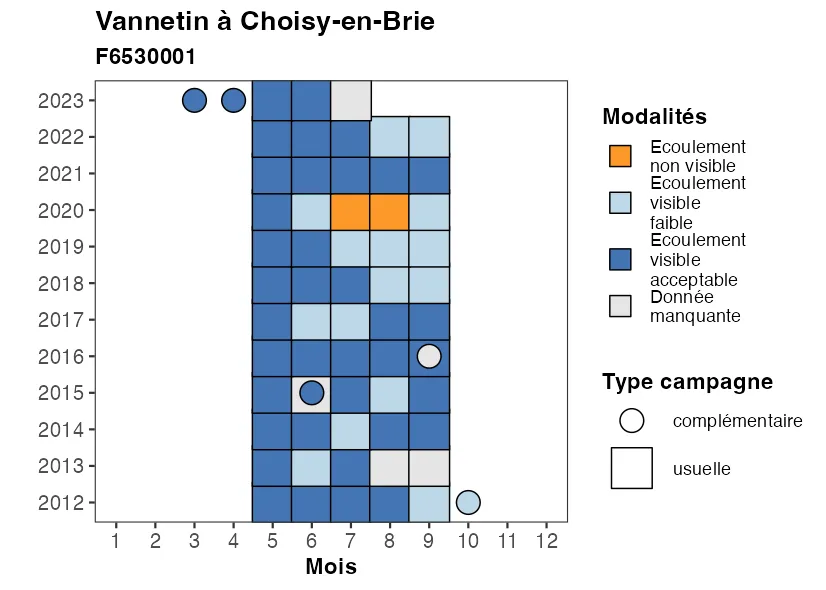 Vannetin à Choisy-en-Brie
F6530001
2023
2022
2021
2020
2019
2018
2017
2016
2015
2014
2013
2012
1 2 3 4 5 6 7 8 9 10 11 12
Mois
Modalités
Ecoulement
non visible
Ecoulement
visible
faible
Ecoulement
visible
acceptable
Donnée
manquante
Type campagne
complémentaire
usuelle